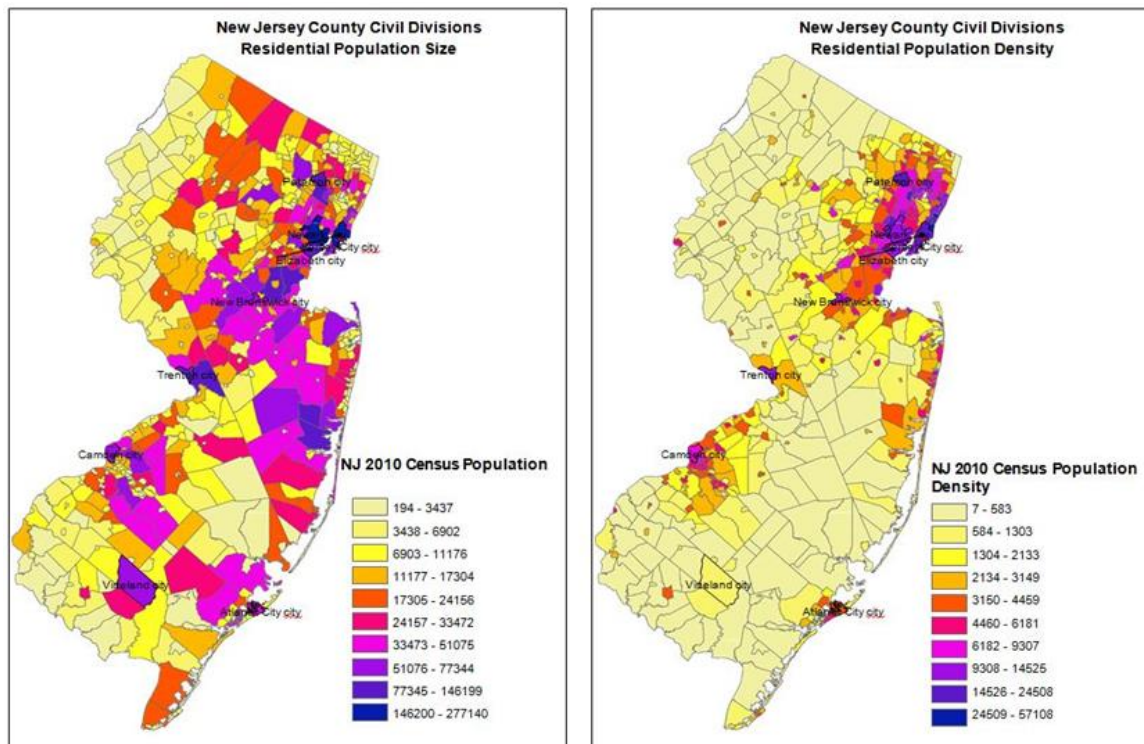 New Jersey County Civil Divisions
Residential Population Size
Paterson city
City city
Elizabeth city
New Brunswick city
Trenton city
Camden city
Vineland city
Atlantic City city
NJ 2010 Census Population
194 - 3437
3438 - 6902
6903 - 11176
11177 - 17304
17305 - 24156
24157 - 33472
33473 - 51075
51076 - 77344
77345 - 146199
146200 - 277140
New Jersey County Civil Divisions
Residential Population Density
Paterson city
City city
Elizabeth city
New Brunswick city
Trenton city
Camden city
Vineland city
Atlantic City city
NJ 2010 Census Population
Density
7 - 583
584 - 1303
1304 - 2133
2134 - 3149
3150 - 4459
4460 - 6181
6182 - 9307
9308 - 14525
14526 - 24508
24509 - 57108